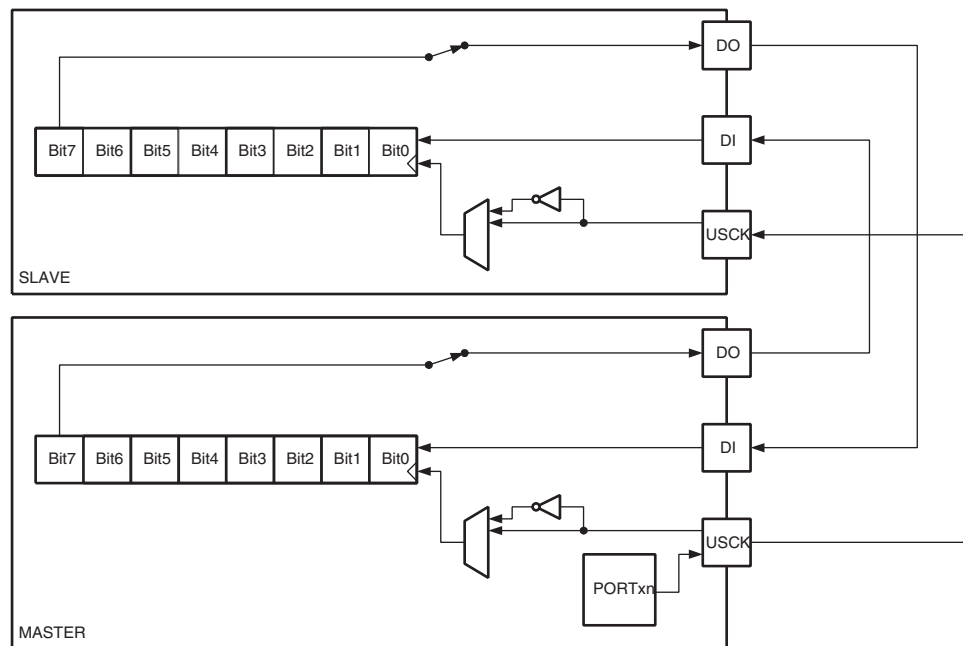 DO
Bit7 Bit6 Bit5 Bit4 Bit3 Bit2 Bit1 Bit0
DI
USCK
SLAVE
DO
Bit7 Bit6 Bit5 Bit4 Bit3 Bit2 Bit1 Bit0
DI
USCK
PORTxn
MASTER